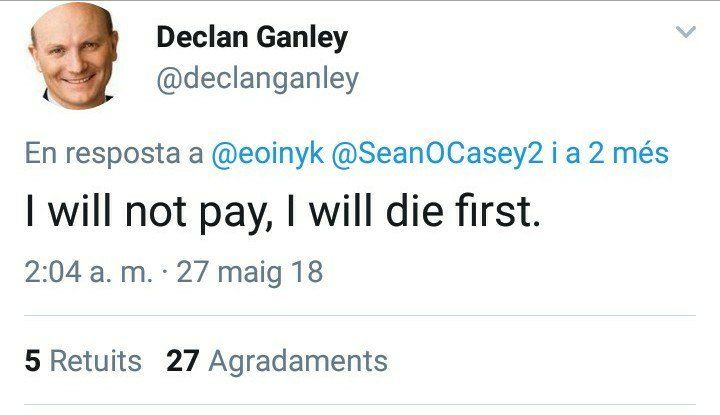 Declan Ganley
@declanganley
En resposta a @eoinyk @SeanOCasey2 i a 2 més
I will not pay, I will die first.
2:04 a. m. · 27 maig 18
5 Retuits 27 Agradaments